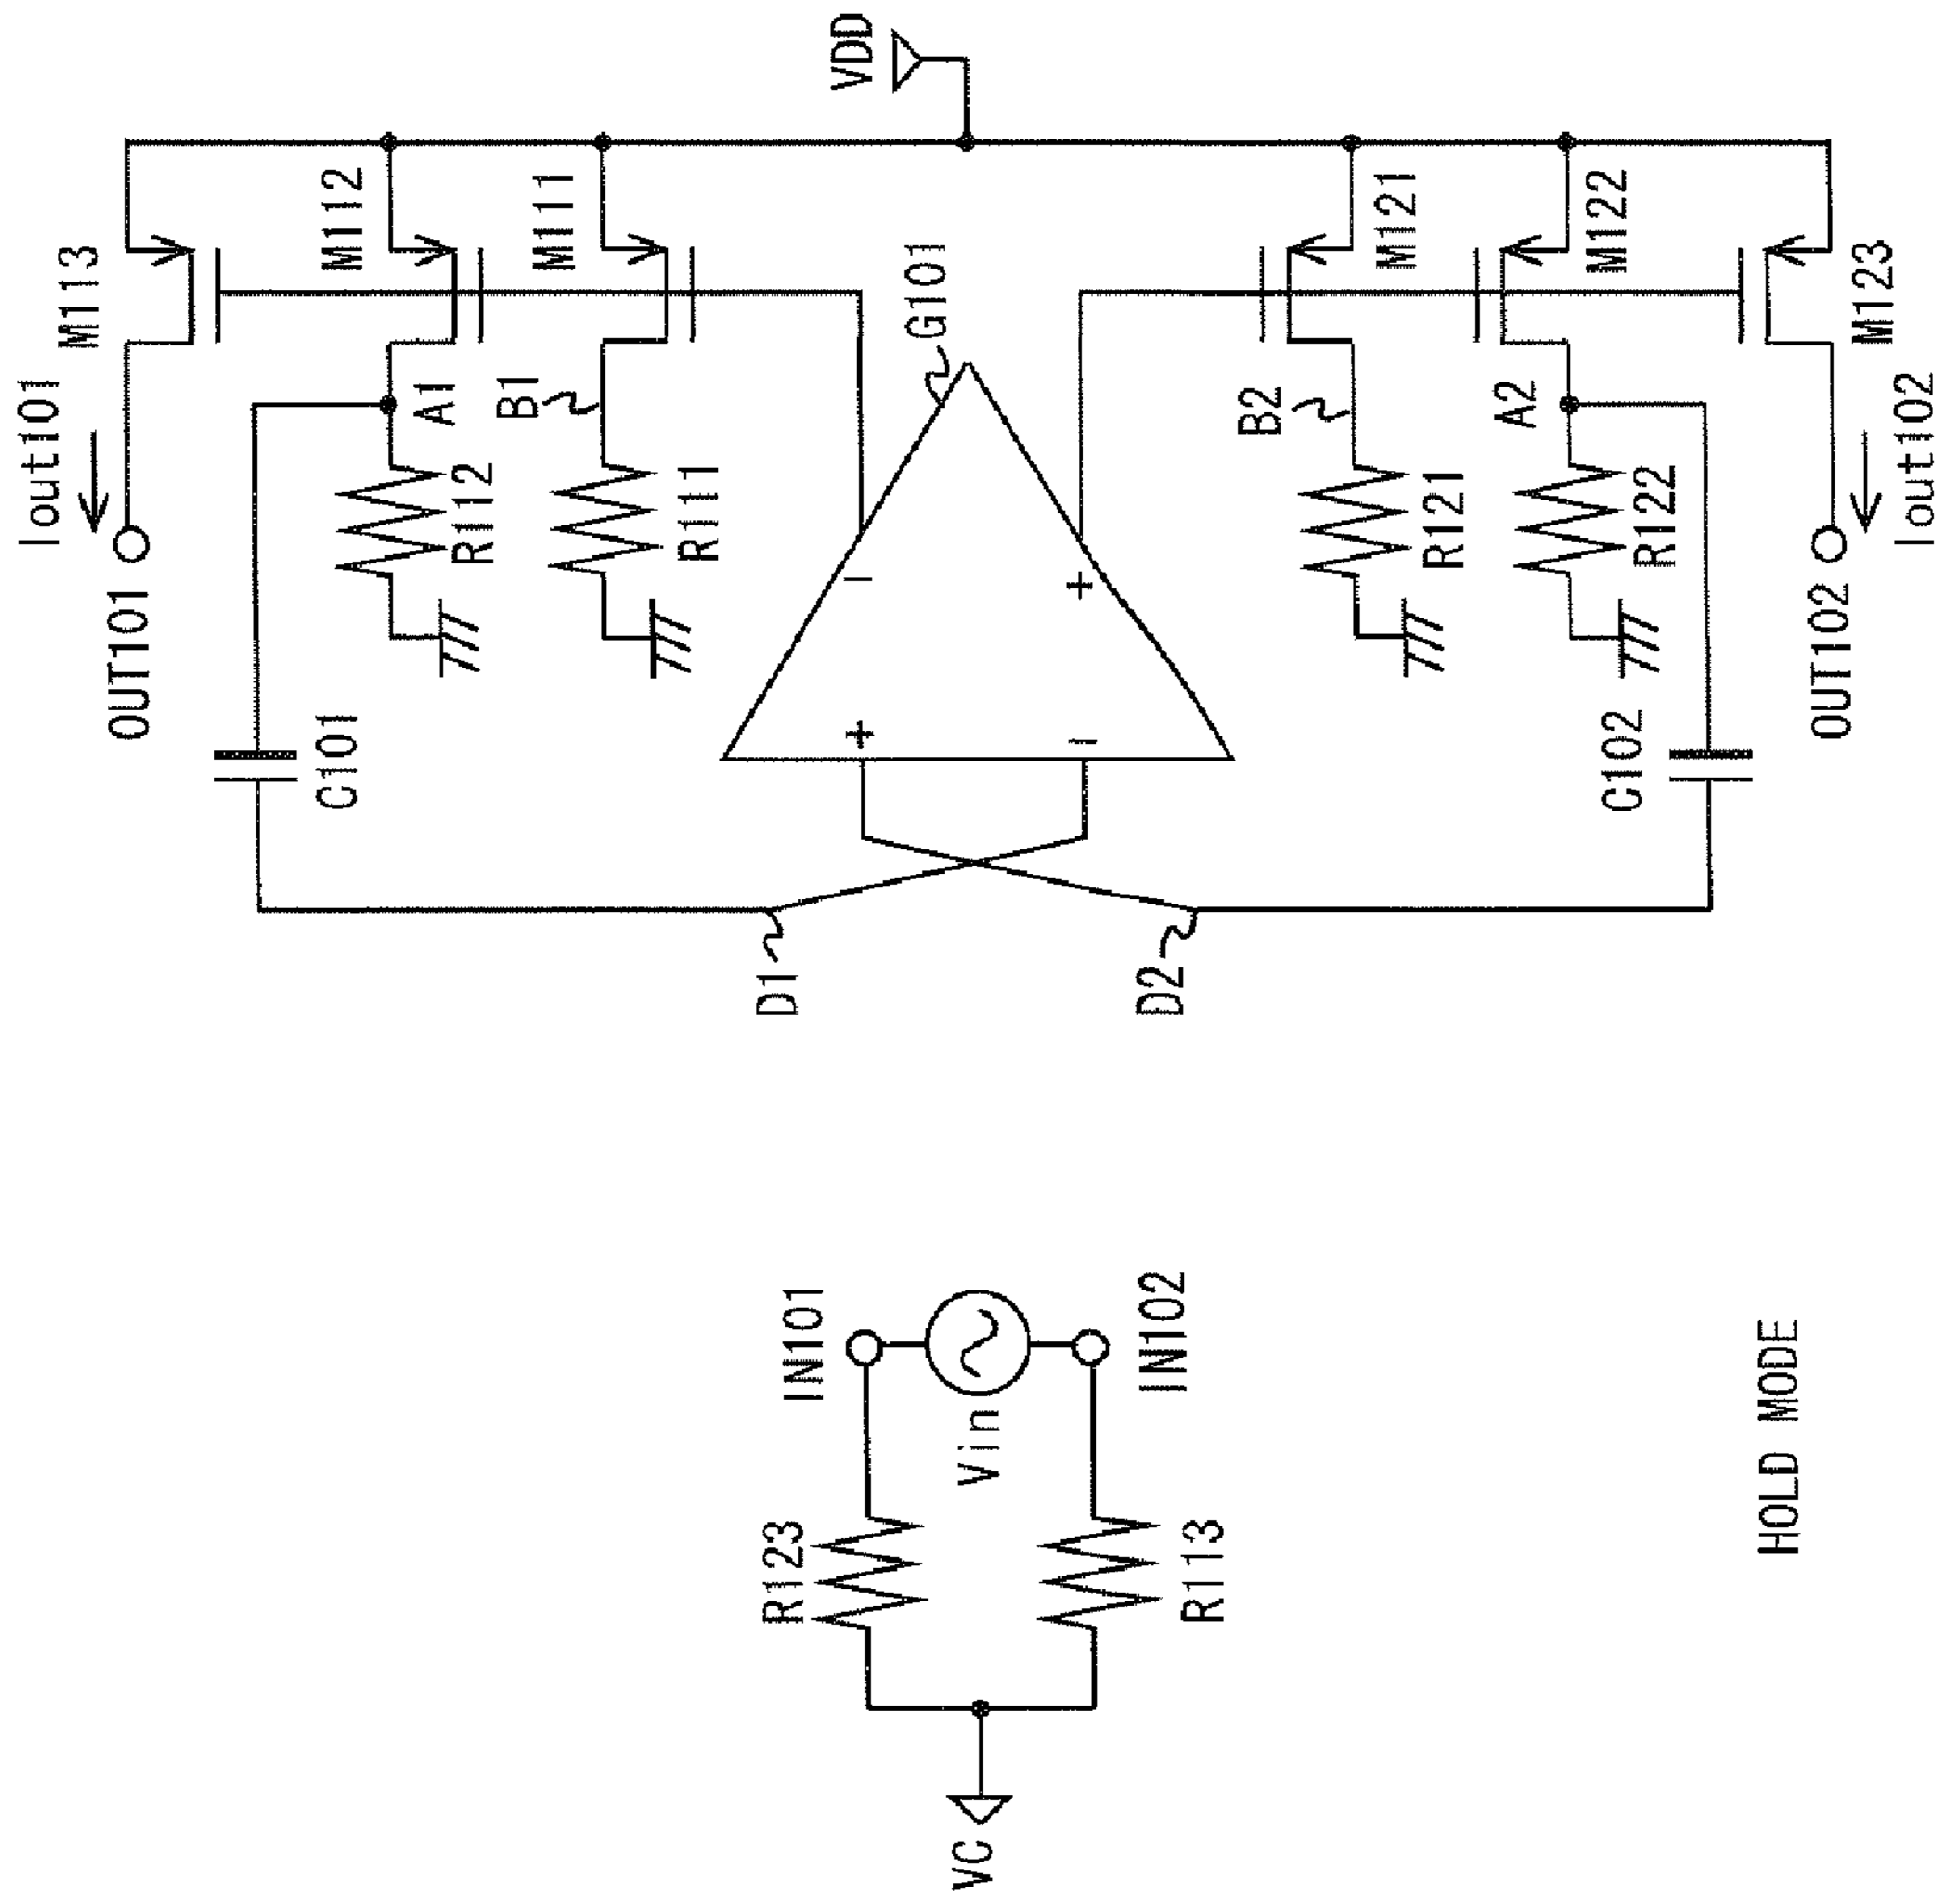 Iout101
OUT101
M113
C101
R112
A1
M112
B1
R111
M111
VDD
G101
+
-
-
+
D1
D2
B2
R121
M121
A2
R122
M122
C102
OUT102
M123
Iout102
IN101
Vin
IN102
R123
R113
VC
HOLD MODE